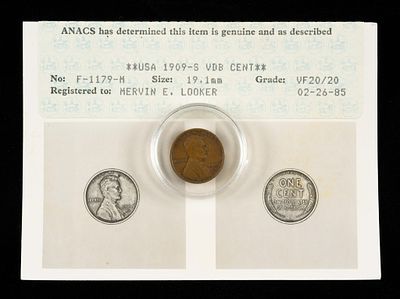 ANACS has determined this item is genuine and as described
**USA 1909-S VDB CENT**
No: F-1179-M Size: 19.1mm Grade: VF20/20
Registered to: MERVIN E. LOOKER 02-26-85
ONE
CENT